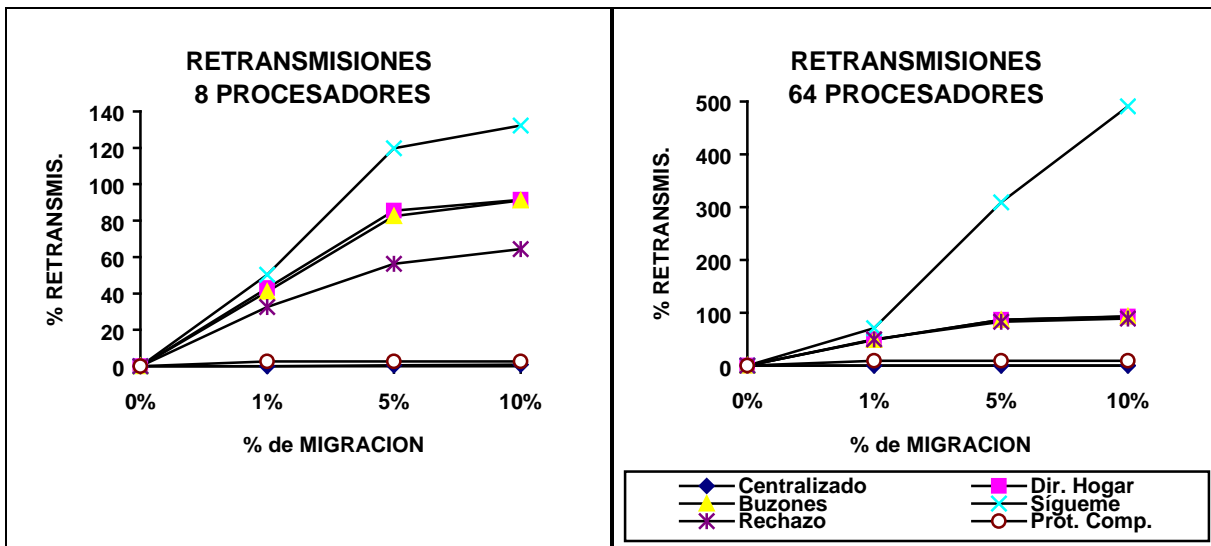 RETRANSMISIONES
8 PROCESADORES
% RETRANSMIS.
140
120
100
80
60
40
20
0
0% 1% 5% 10%
% de MIGRACION
RETRANSMISIONES
64 PROCESADORES
% RETRANSMIS.
500
400
300
200
100
0
0% 1% 5% 10%
% de MIGRACION
Centralizado Dir. Hogar
Buzones Sígueme
Rechazo Prot. Comp.